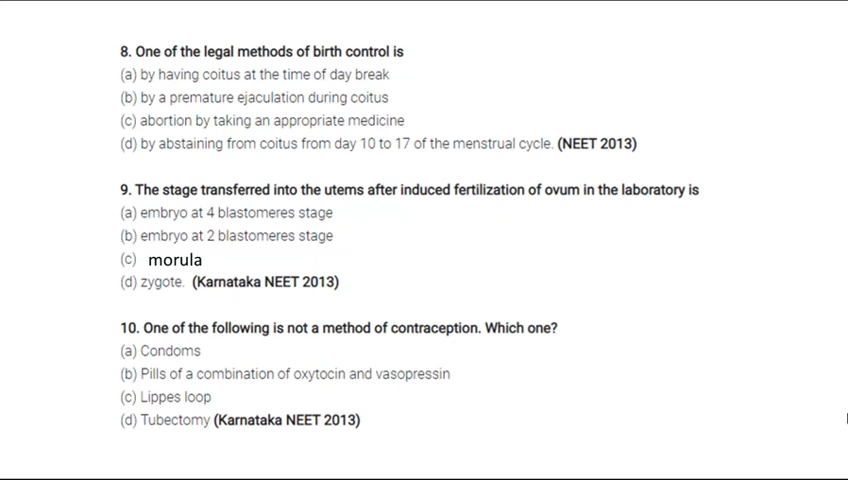 8. One of the legal methods of birth control is
(a) by having coitus at the time of day break
(b) by a premature ejaculation during coitus
(c) abortion by taking an appropriate medicine
(d) by abstaining from coitus from day 10 to 17 of the menstrual cycle. (NEET 2013)
9. The stage transferred into the utems after induced fertilization of ovum in the laboratory is
(a) embryo at 4 blastomeres stage
(b) embryo at 2 blastomeres stage
(c) morula
(d) zygote. (Karnataka NEET 2013)
10. One of the following is not a method of contraception. Which one?
(a) Condoms
(b) Pills of a combination of oxytocin and vasopressin
(c) Lippes loop
(d) Tubectomy (Karnataka NEET 2013)